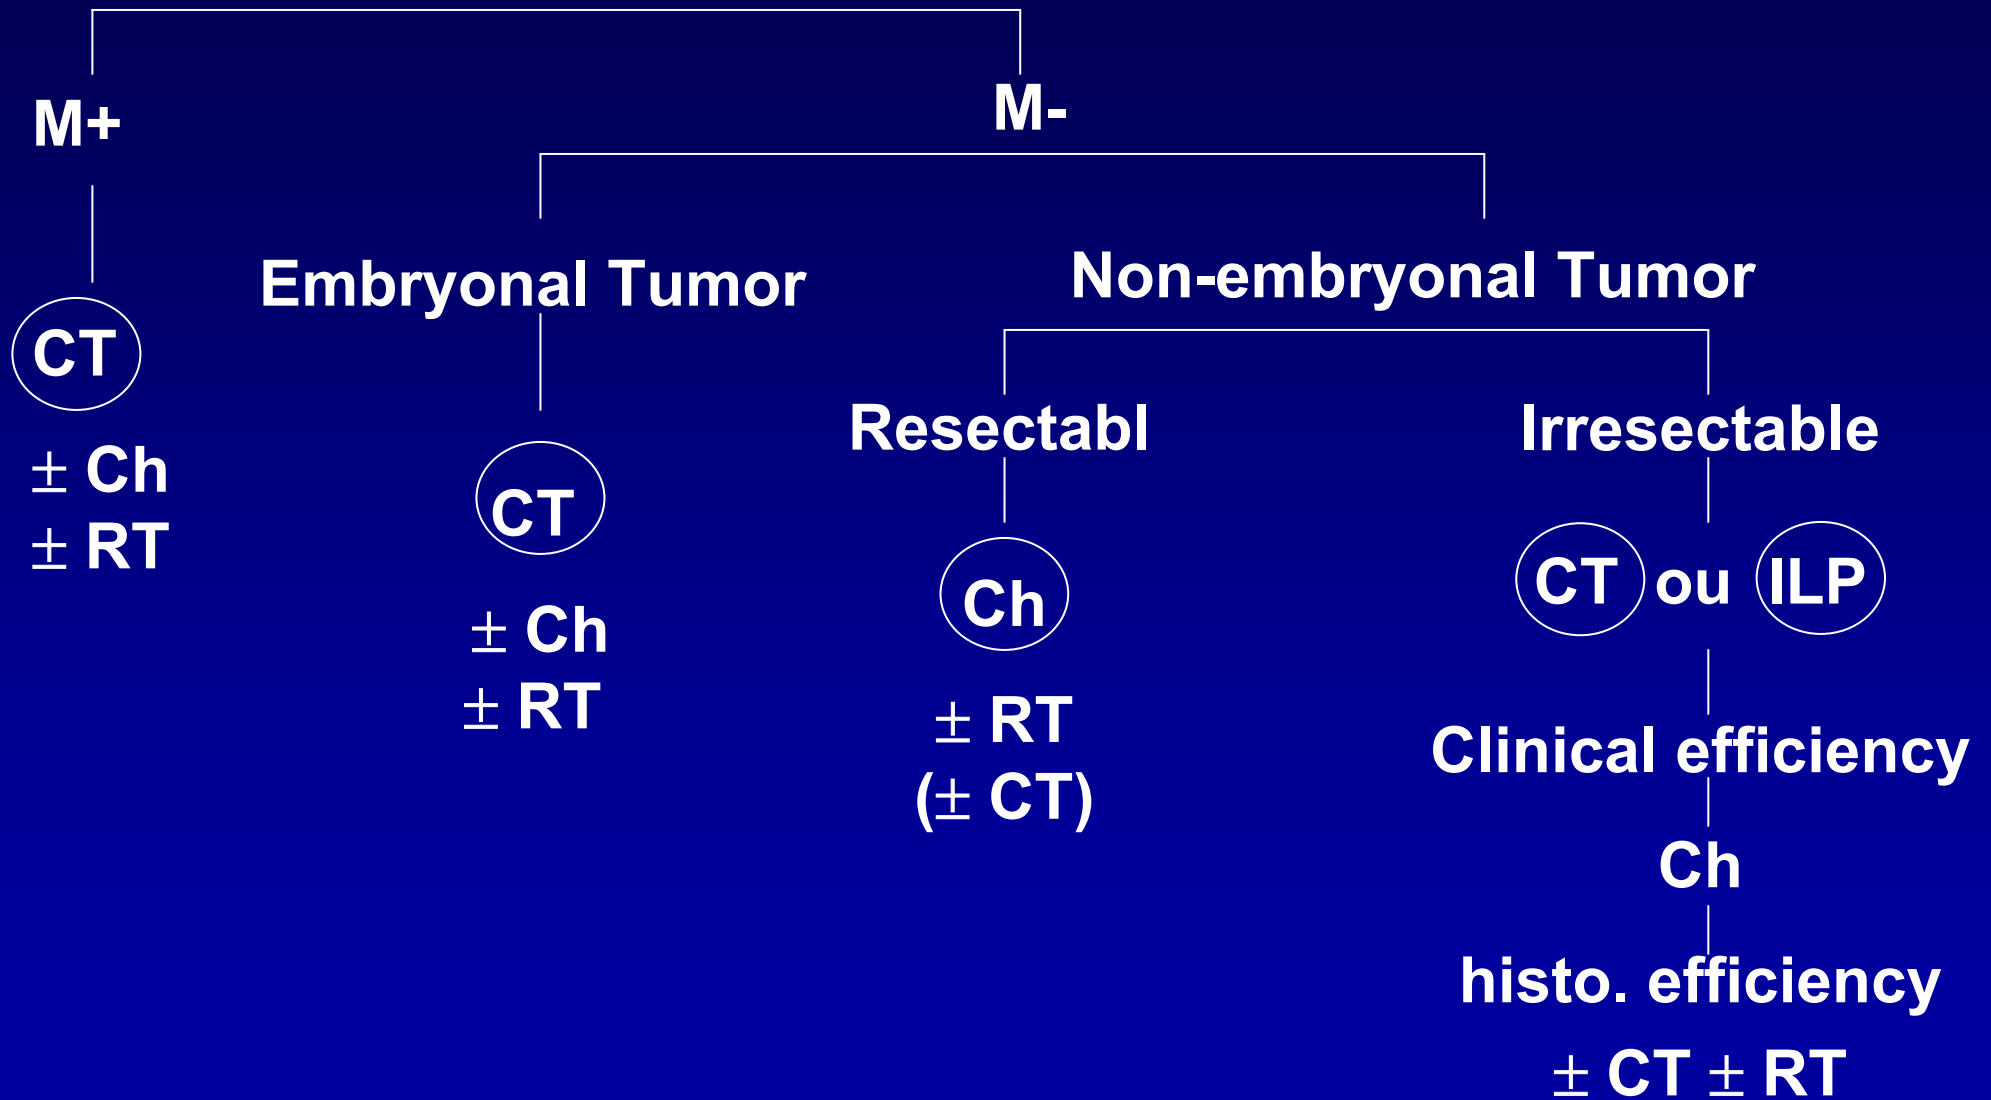 M+
M-
Embryonal Tumor
Non-embryonal Tumor
CT
± Ch
± RT
CT
± Ch
± RT
Resectabl
Ch
± RT
(± CT)
Irresectable
CT ou ILP
Clinical efficiency
Ch
histo. efficiency
± CT ± RT